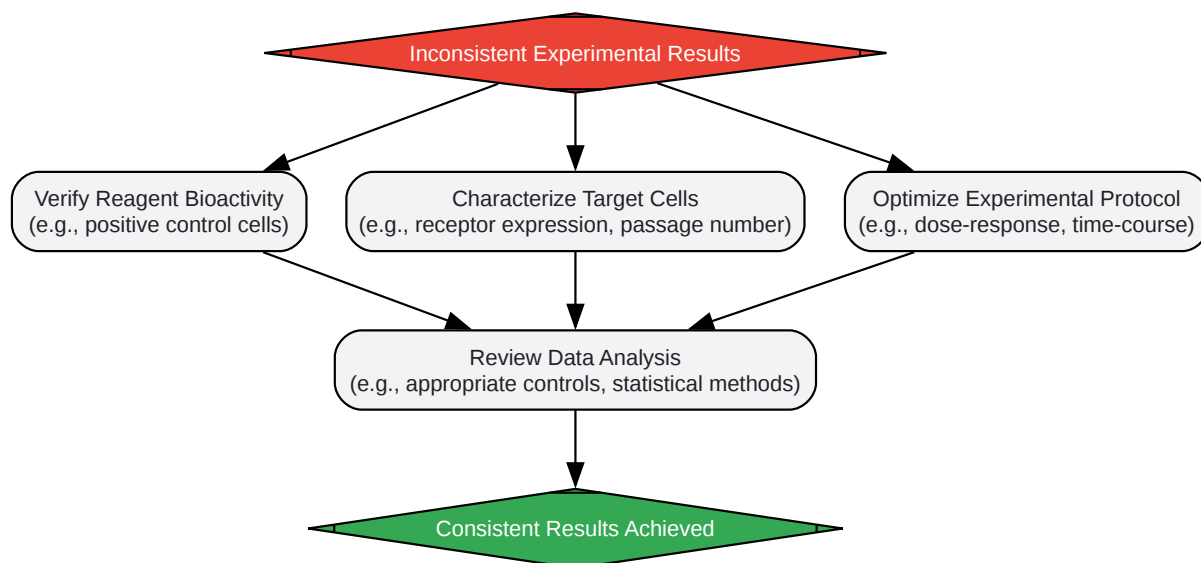 Inconsistent Experimental Results
Verify Reagent Bioactivity
(e.g., positive control cells)
Characterize Target Cells
(e.g., receptor expression, passage number)
Optimize Experimental Protocol
(e.g., dose-response, time-course)
Review Data Analysis
(e.g., appropriate controls, statistical methods)
Consistent Results Achieved